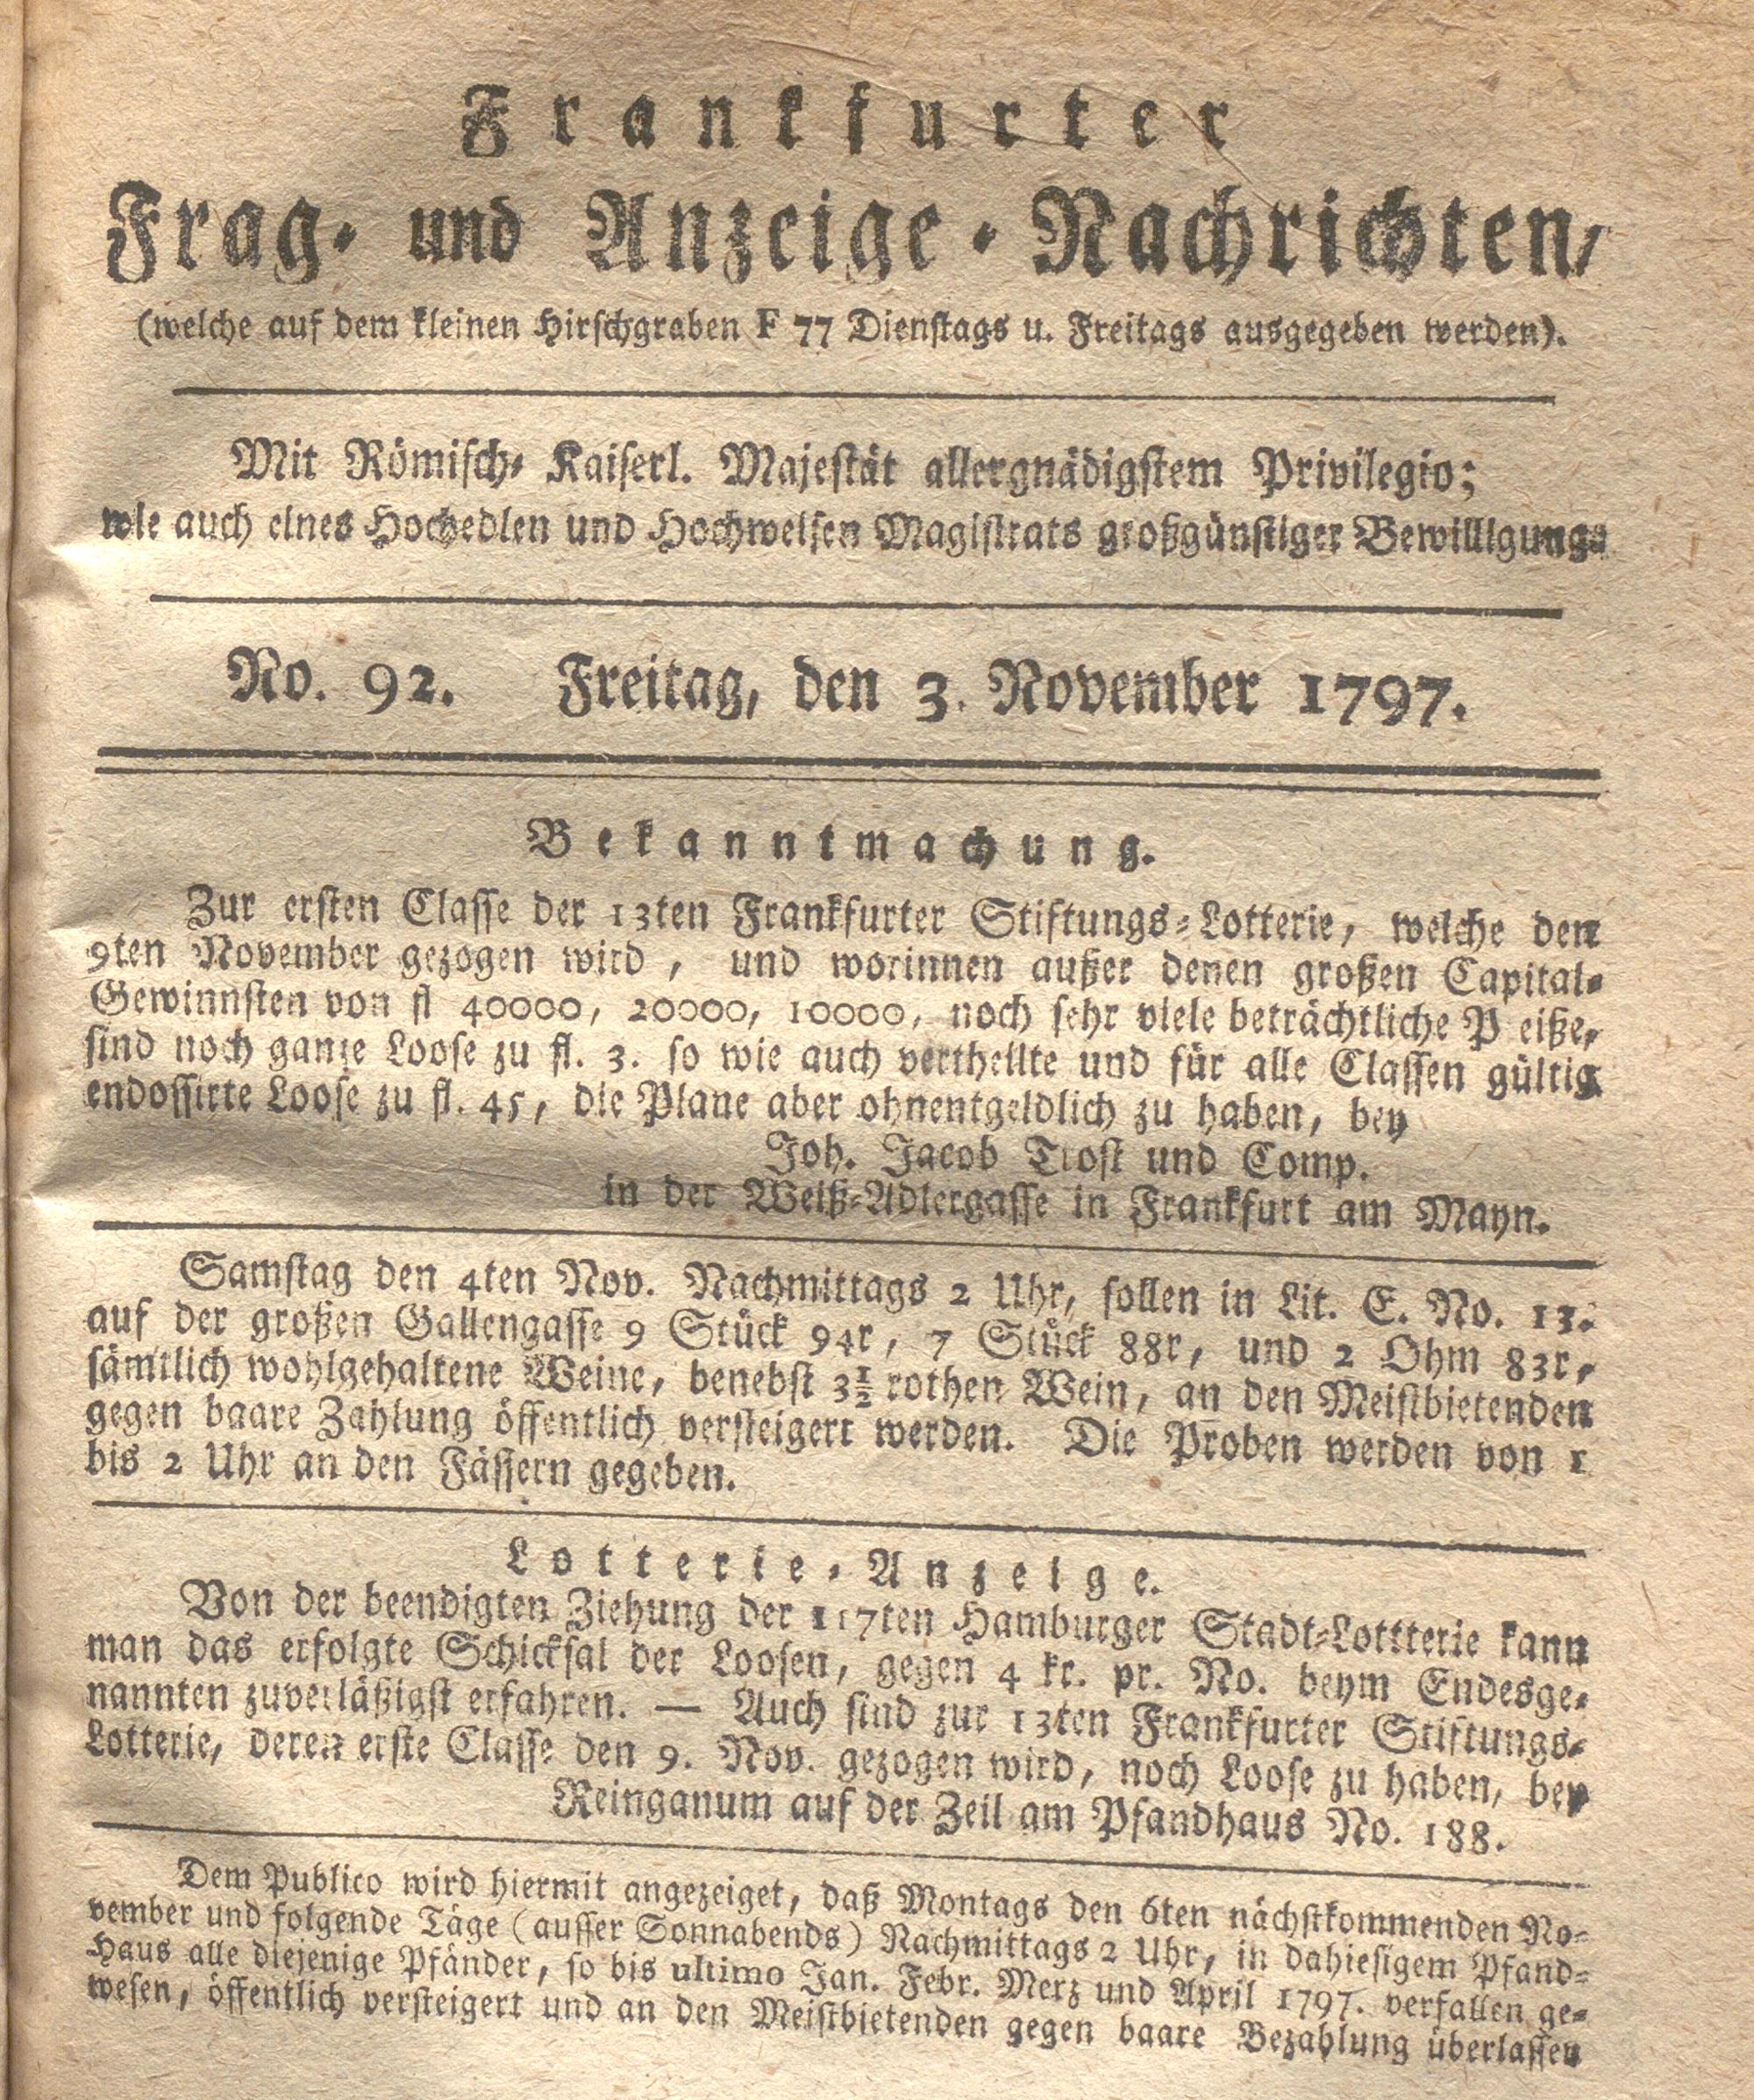 Frankfurter
Frag- und Anzeige-Nachrichten,
(welche auf dem kleinen Hirschgraben F 77 Dienstags u. Freitags ausgegeben werden).
Mit Römisch- Kaiserl. Majestät allergnädigstem Privilegio;
wie auch eines Hochedlen und Hochweisen Magistrats großgünstiger Bewilligung.
No. 92. Freitag, den 3. November 1797.
Bekanntmachung.
Zur ersten Classe der 13ten Frankfurter Stiftungs-Lotterie, welche den
9ten November gezogen wird, und worinnen außer denen großen Capital-
Gewinnsten von fl 40000, 20000, 10000, noch sehr viele beträchtliche P eiße,
sind noch ganze Loose zu fl. 3. so wie auch vertheilte und für alle Classen gültig
endossirte Loose zu fl. 45, die Plane aber ohnentgeldlich zu haben, bey
Joh. Jacob Trost und Comp.
in der Weiß-Adlergasse in Frankfurt am Mayn.
Samstag den 4ten Nov. Nachmittags 2 Uhr, sollen in Lit. E. No. 13.
auf der großen Gallengasse 9 Stück 94r, 7 Stück 88r, und 2 Ohm 83r,
sämtlich wohlgehaltene Weine, benebst 3½ rothen Wein, an den Meistbietenden
gegen baare Zahlung öffentlich versteigert werden. Die Proben werden von 1
bis 2 Uhr an den Fässern gegeben.
Lotterie-Anzeige.
Von der beendigten Ziehung der 117ten Hamburger Stadt-Lottterie kann
man das erfolgte Schicksal der Loosen, gegen 4 kr. pr. No. beym Endesge-
nannten zuverläßigst erfahren. — Auch sind zur 13ten Frankfurter Stiftungs-
Lotterie, deren erste Classe den 9. Nov. gezogen wird, noch Loose zu haben, bey
Reinganum auf der Zeil am Pfandhaus No. 188.
Dem Publico wird hiermit angezeiget, daß Montags den 6ten nächstkommenden No-
vember und folgende Täge (ausser Sonnabends) Nachmittags 2 Uhr, in dahiesigem Pfand-
Haus alle diejenige Pfänder, so bis ultimo Jan. Febr. Merz und April 1797. verfallen ge-
wesen, öffentlich versteigert und an den Meistbietenden gegen baare Bezahlung überlassen